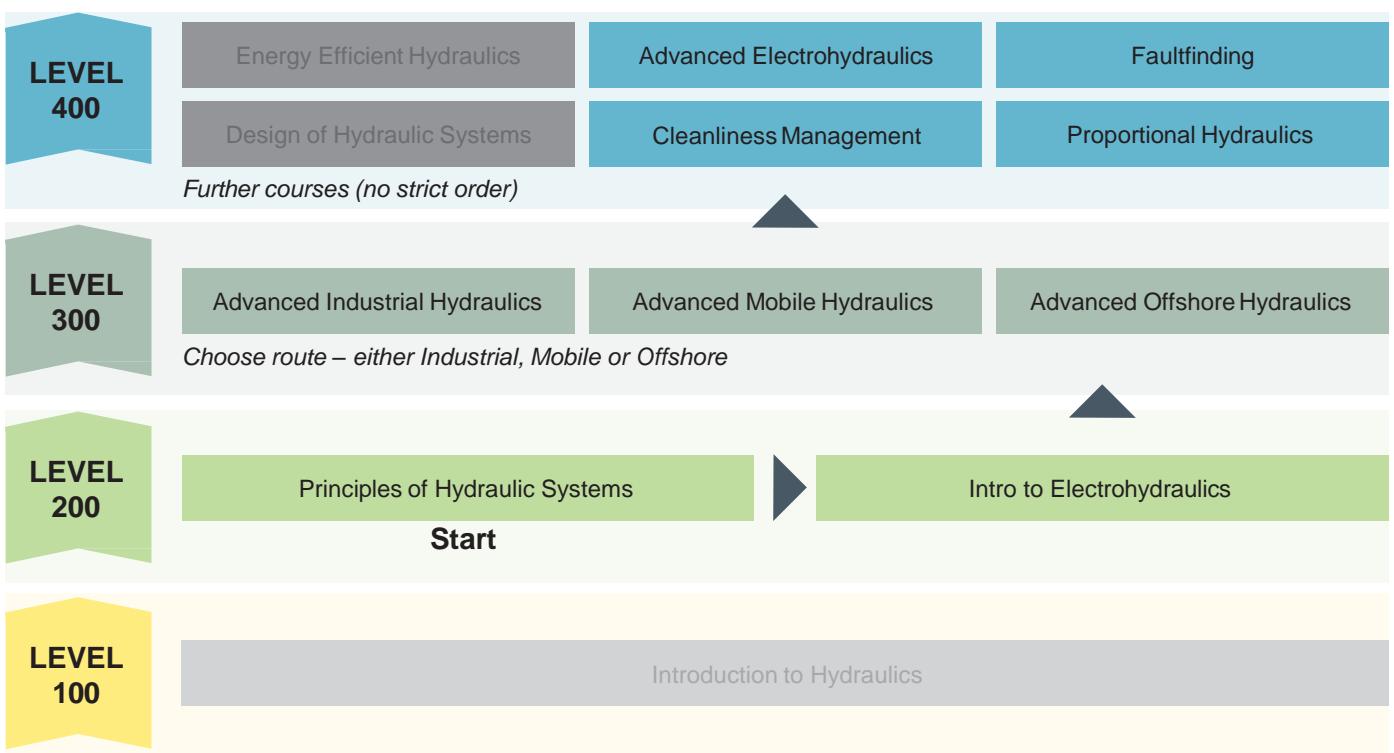 LEVEL
400
Energy Efficient Hydraulics
Advanced Electrohydraulics
Faultfinding
Design of Hydraulic Systems
Cleanliness Management
Proportional Hydraulics
Further courses (no strict order)
LEVEL
300
Advanced Industrial Hydraulics
Advanced Mobile Hydraulics
Advanced Offshore Hydraulics
Choose route – either Industrial, Mobile or Offshore
LEVEL
200
Principles of Hydraulic Systems
Intro to Electrohydraulics
Start
LEVEL
100
Introduction to Hydraulics